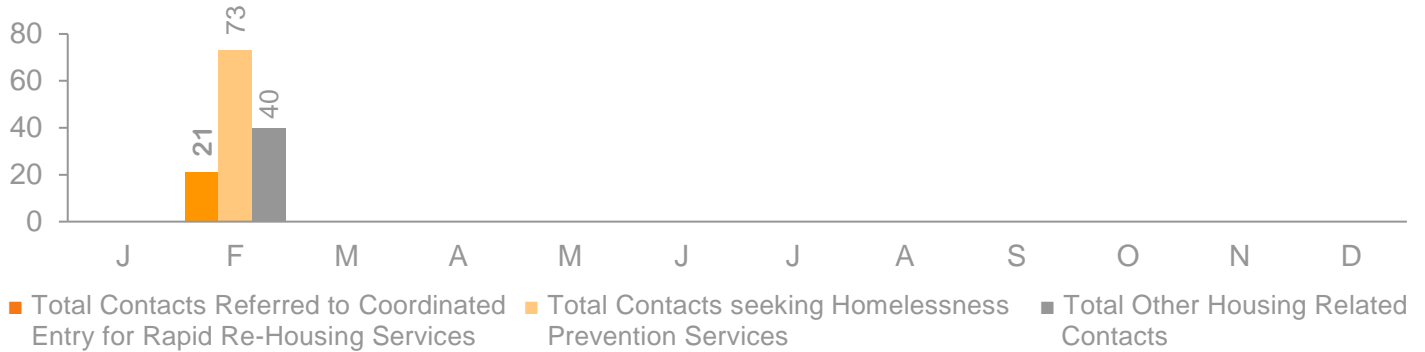 80
73
60
40
40
21
20
0
J F M A M J J A S O N D
Total Contacts Referred to Coordinated Entry for Rapid Re-Housing Services
Total Contacts seeking Homelessness Prevention Services
Total Other Housing Related Contacts